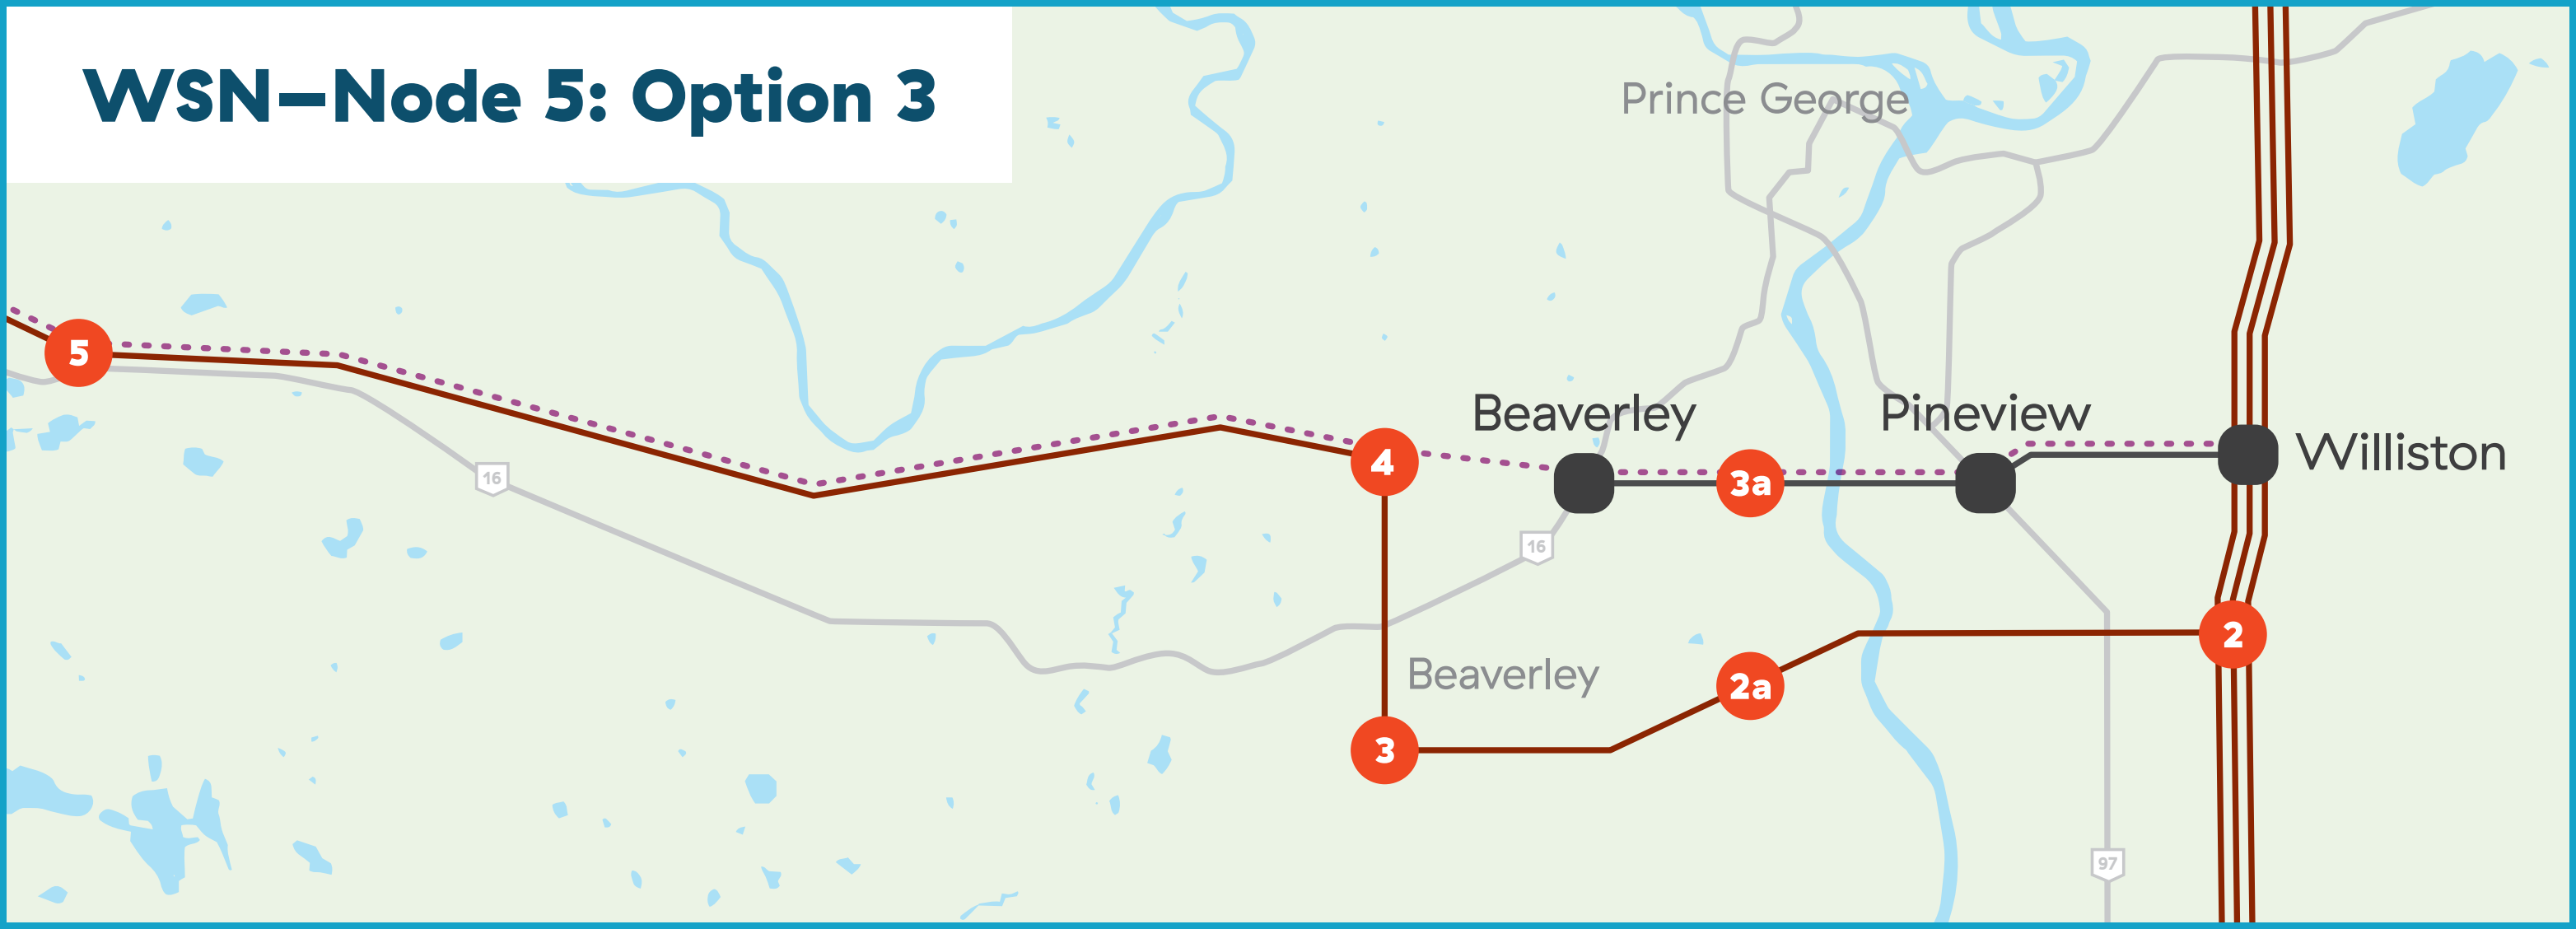 WSN—Node 5: Option 3
Prince George
5
Beaverley
Pineview
Williston
4
16
3a
16
2
Beaverley
2a
3
97